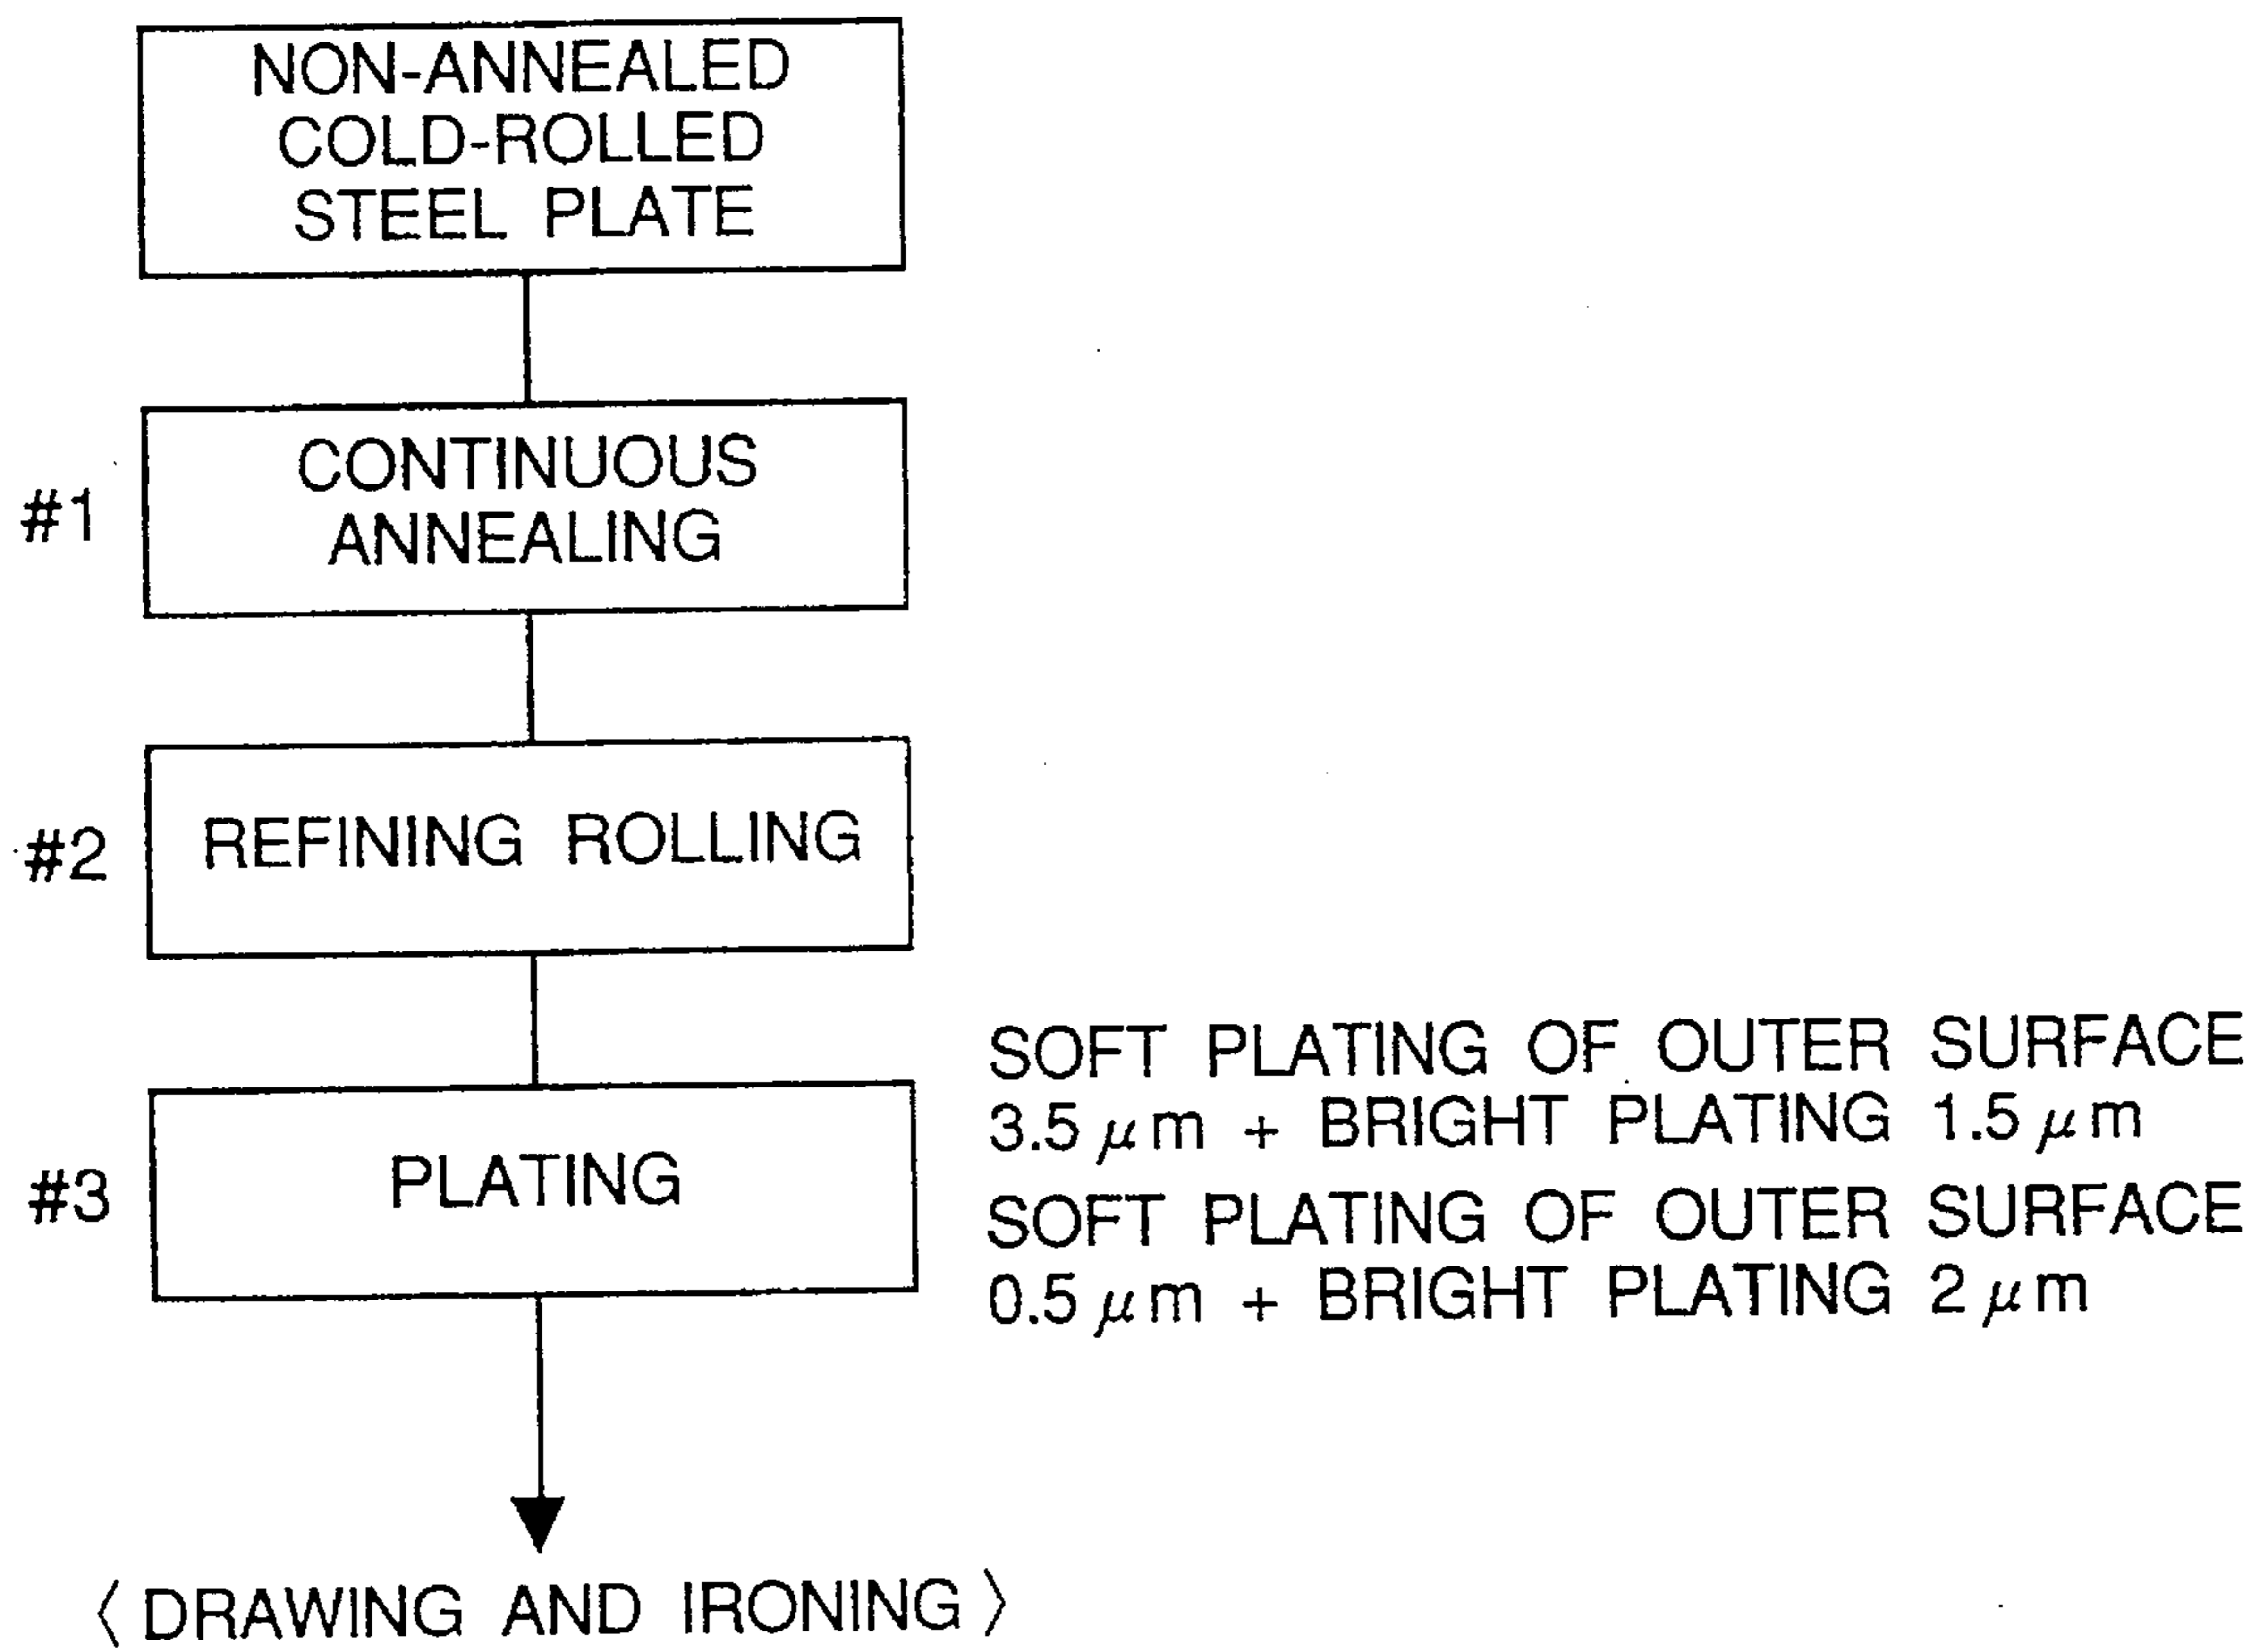 NON-ANNEALED
COLD-ROLLED
STEEL PLATE
#1
CONTINUOUS
ANNEALING
#2
REFINING ROLLING
#3
PLATING
SOFT PLATING OF OUTER SURFACE
3.5 μm + BRIGHT PLATING 1.5 μm
SOFT PLATING OF OUTER SURFACE
0.5 μm + BRIGHT PLATING 2 μm
〈 DRAWING AND IRONING 〉